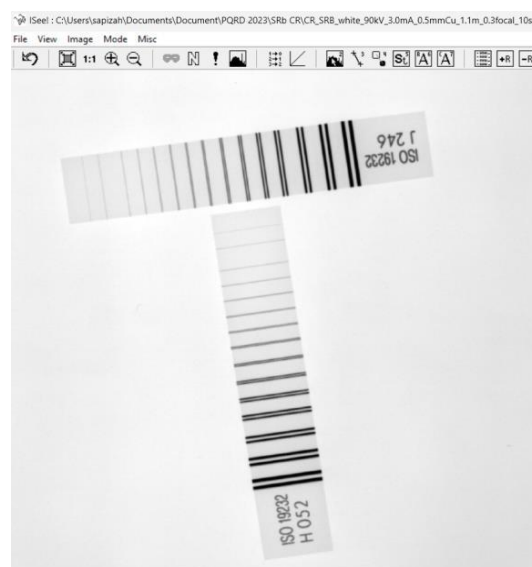 ISee! : C:\Users\sapizah\Documents\Document\PQRD 2023\SRb CR\CR_SRB_white_90kV_3.0mA_0.5mmCu_1.1m_0.3focal_10s
File View Image Mode Misc
1:1
+R -R
ISO 19232
J 246
ISO 19232
H 052